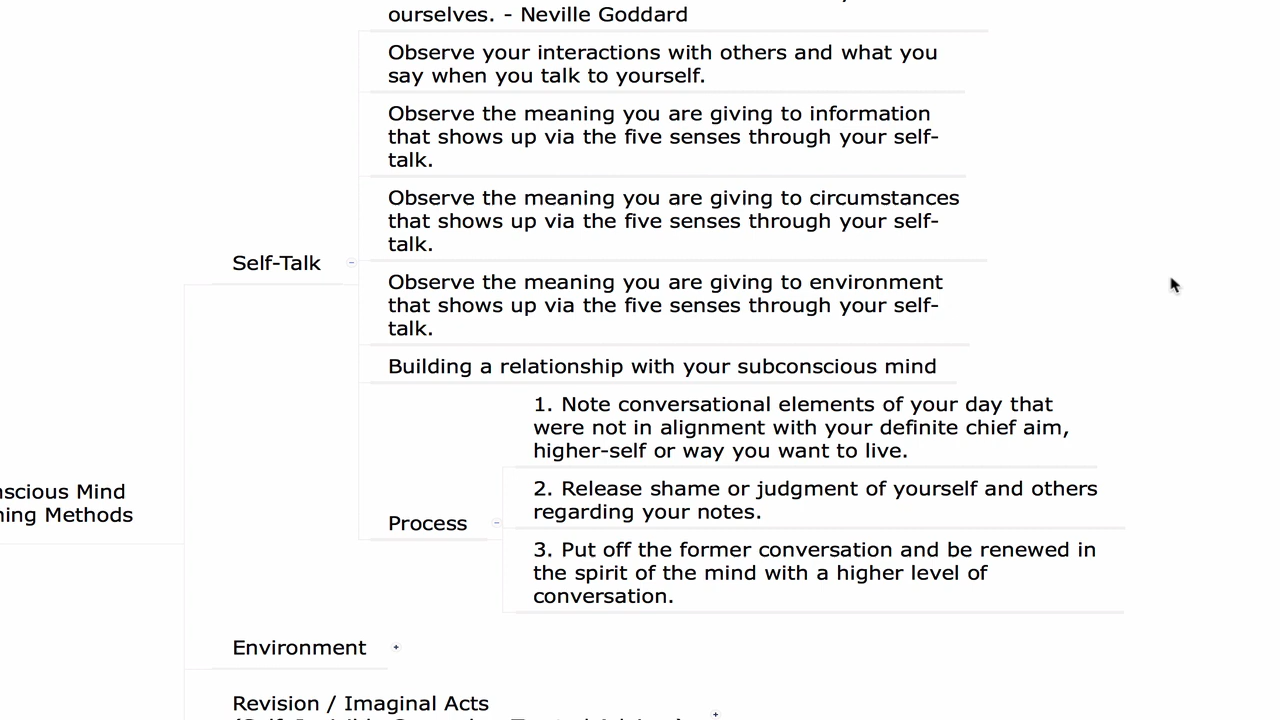 ourselves. - Neville Goddard
Observe your interactions with others and what you
say when you talk to yourself.
Observe the meaning you are giving to information
that shows up via the five senses through your self-
talk.
Observe the meaning you are giving to circumstances
that shows up via the five senses through your self-
talk.
Self-Talk
Observe the meaning you are giving to environment
that shows up via the five senses through your self-
talk.
Building a relationship with your subconscious mind
1. Note conversational elements of your day that
were not in alignment with your definite chief aim,
higher-self or way you want to live.
nscious Mind
ning Methods
Process
2. Release shame or judgment of yourself and others
regarding your notes.
3. Put off the former conversation and be renewed in
the spirit of the mind with a higher level of
conversation.
Environment
Revision / Imaginal Acts